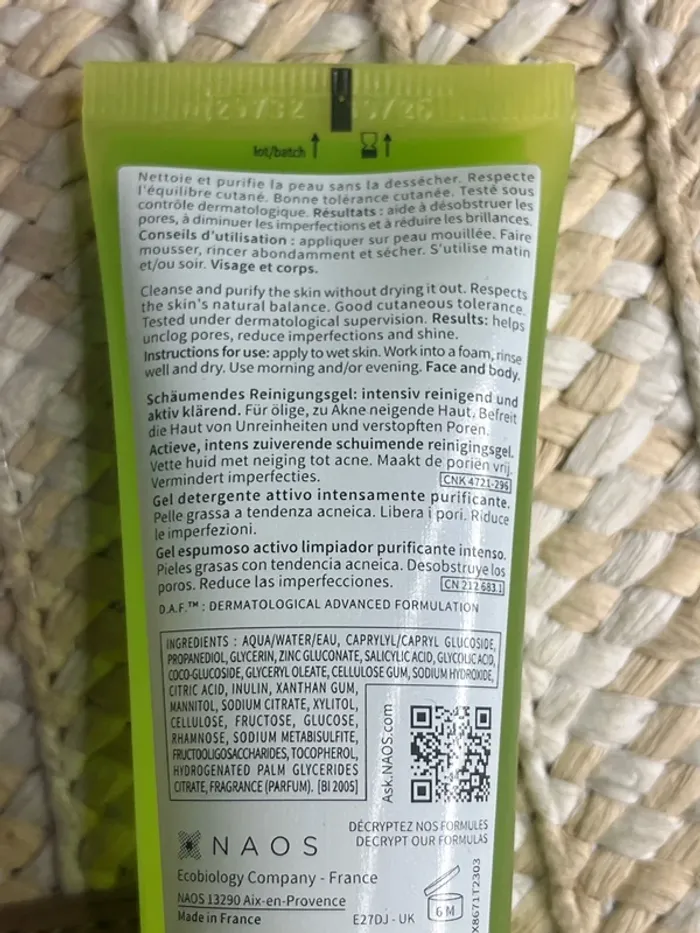 lot/batch
Nettoie et purifie la peau sans la dessécher. Respecte
l'équilibre cutané. Bonne tolérance cutanée. Testé sous
contrôle dermatologique. Résultats : aide à désobstruer les
pores, à diminuer les imperfections et à réduire les brillances.
Conseils d'utilisation : appliquer sur peau mouillée. Faire
mousser, rincer abondamment et sécher. S'utilise matin
et/ou soir. Visage et corps.
Cleanse and purify the skin without drying it out. Respects
the skin's natural balance. Good cutaneous tolerance.
Tested under dermatological supervision. Results: helps
unclog pores, reduce imperfections and shine.
Instructions for use: apply to wet skin. Work into a foam, rinse
well and dry. Use morning and/or evening. Face and body.
Schäumendes Reinigungsgel: intensiv reinigend und
aktiv klärend. Für ölige, zu Akne neigende Haut. Befreit
die Haut von Unreinheiten und verstopften Poren.
Actieve, intens zuiverende schuimende reinigingsgel.
Vette huid met neiging tot acne. Maakt de poriën vrij.
Vermindert imperfecties.
CNK 4721-296
Gel detergente attivo intensamente purificante.
Pelle grassa a tendenza acneica. Libera i pori. Riduce
le imperfezioni.
Gel espumoso activo limpiador purificante intenso.
Pieles grasas con tendencia acneica. Desobstruye los
poros. Reduce las imperfecciones.
CN 212 683.1
D.A.F.™ : DERMATOLOGICAL ADVANCED FORMULATION
INGREDIENTS : AQUA/WATER/EAU, CAPRYLYL/CAPRYL GLUCOSIDE,
PROPANEDIOL, GLYCERIN, ZINC GLUCONATE, SALICYLIC ACID, GLYCOLIC ACID,
COCO-GLUCOSIDE, GLYCERYL OLEATE, CELLULOSE GUM, SODIUM HYDROXIDE,
CITRIC ACID, INULIN, XANTHAN GUM,
MANNITOL, SODIUM CITRATE, XYLITOL,
CELLULOSE, FRUCTOSE, GLUCOSE,
RHAMNOSE, SODIUM METABISULFITE,
FRUCTOOLIGOSACCHARIDES, TOCOPHEROL,
HYDROGENATED PALM GLYCERIDES
CITRATE, FRAGRANCE (PARFUM). [BI 2005]
Ask.NAOS.com
DÉCRYPTEZ NOS FORMULES
DECRYPT OUR FORMULAS
NAOS
Ecobiology Company - France
NAOS 13290 Aix-en-Provence
Made in France
E27DJ - UK
6 M
X8671T2303